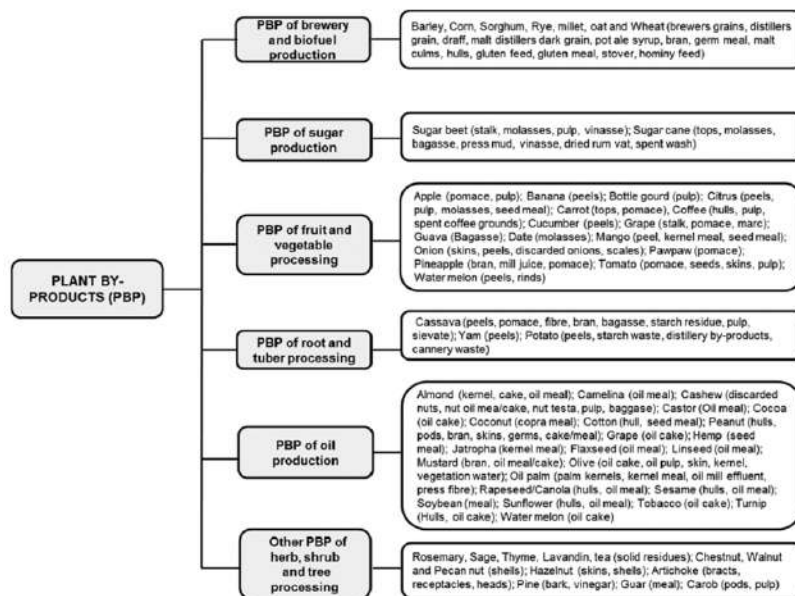 PLANT BY-
PRODUCTS (PBP)
PBP of brewery
and biofuel
production
Barley, Corn, Sorghum, Rye, millet, oat and Wheat (brewers grains, distillers
grain, draff, malt distillers dark grain, pot ale syrup, bran, germ meal, malt
culms, hulls, gluten feed, gluten meal, stover, hominy feed)
PBP of sugar
production
Sugar beet (stalk, molasses, pulp, vinasse); Sugar cane (tops, molasses,
bagasse, press mud, vinasse, dried rum vat, spent wash)
PBP of fruit and
vegetable
processing
Apple (pomace, pulp); Banana (peels); Bottle gourd (pulp); Citrus (peels,
pulp, molasses, seed meal); Carrot (tops, pomace), Coffee (hulls, pulp,
spent coffee grounds); Cucumber (peels); Grape (stalk, pomace, marc);
Guava (Bagasse); Date (molasses); Mango (peel, kernel meal, seed meal);
Onion (skins, peels, discarded onions, scales); Pawpaw (pomace);
Pineapple (bran, mill juice, pomace); Tomato (pomace, seeds, skins, pulp);
Water melon (peels, rinds)
PBP of root and
tuber processing
Cassava (peels, pomace, fibre, bran, bagasse, starch residue, pulp,
sievate); Yam (peels); Potato (peels, starch waste, distillery by-products,
cannery waste)
PBP of oil
production
Almond (kernel, cake, oil meal); Camelina (oil meal); Cashew (discarded
nuts, nut oil mea/cake, nut testa, pulp, baggase); Castor (Oil meal); Cocoa
(oil cake); Coconut (copra meal); Cotton (hull, seed meal); Peanut (hulls,
pods, bran, skins, germs, cake/meal); Grape (oil cake); Hemp (seed
meal); Jatropha (kernel meal); Flaxseed (oil meal); Linseed (oil meal);
Mustard (bran, oil meal/cake); Olive (oil cake, oil pulp, skin, kernel,
vegetation water); Oil palm (palm kernels, kernel meal, oil mill effluent,
press fibre); Rapeseed/Canola (hulls, oil meal); Sesame (hulls, oil meal);
Soybean (meal); Sunflower (hulls, oil meal); Tobacco (oil cake); Turnip
(Hulls, oil cake); Water melon (oil cake)
Other PBP of
herb, shrub
and tree
processing
Rosemary, Sage, Thyme, Lavandin, tea (solid residues); Chestnut, Walnut
and Pecan nut (shells); Hazelnut (skins, shells); Artichoke (bracts,
receptacles, heads); Pine (bark, vinegar); Guar (meal); Carob (pods, pulp)